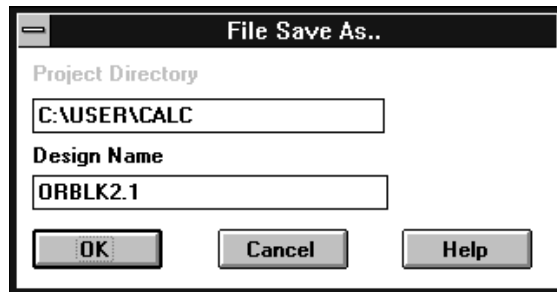 File Save As..
Project Directory
C:\USER\CALC
Design Name
ORBLK2.1
OK Cancel Help